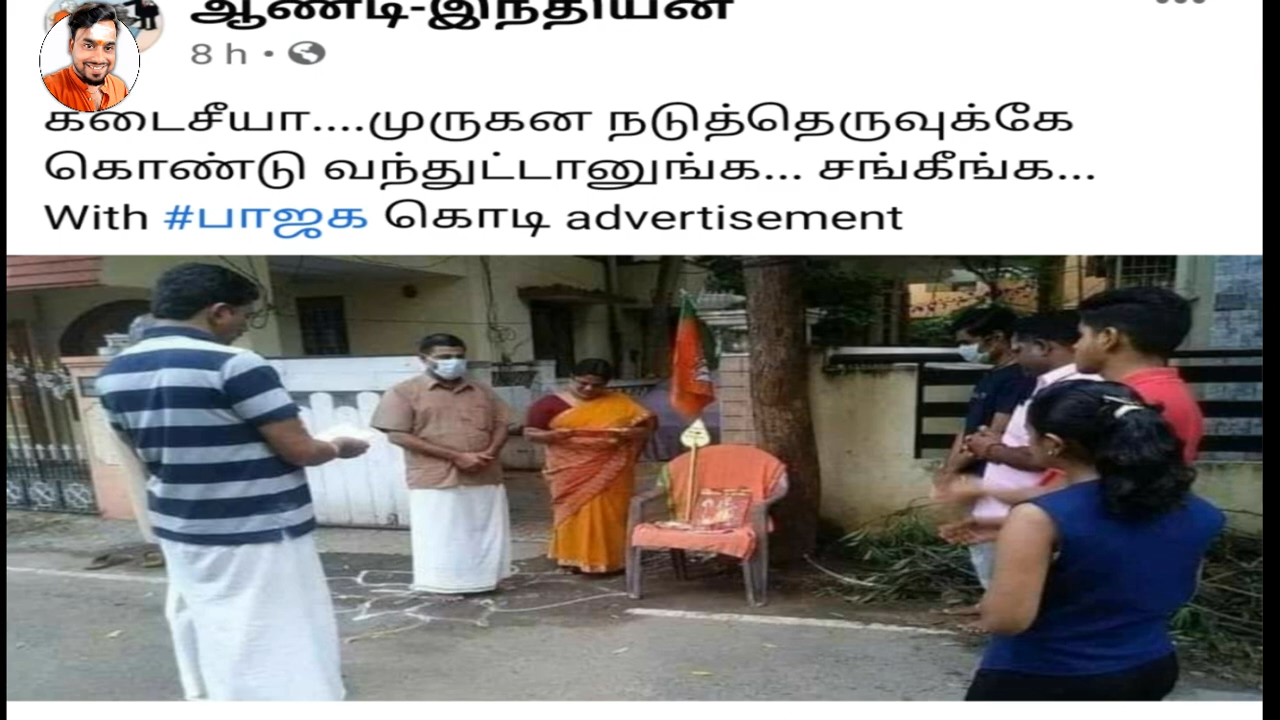 ஆண்டி-இந்தியன்
8 h
கடைசீயா....முருகன நடுத்தெருவுக்கே
கொண்டு வந்துட்டானுங்க... சங்கீங்க...
With #பாஜக கொடி advertisement